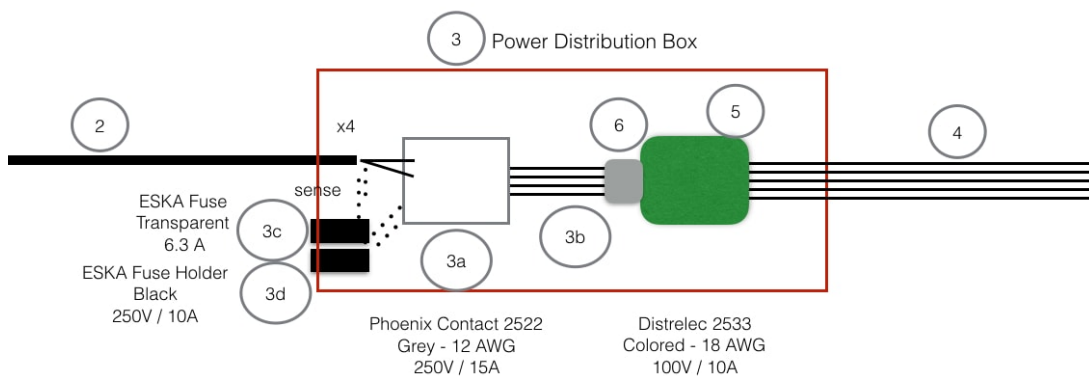 3
Power Distribution Box
2
x4
6
5
4
sense
ESKA Fuse
Transparent
6.3 A
3c
3b
3a
ESKA Fuse Holder
Black
250V / 10A
3d
Phoenix Contact 2522
Grey - 12 AWG
250V / 15A
Distrelec 2533
Colored - 18 AWG
100V / 10A